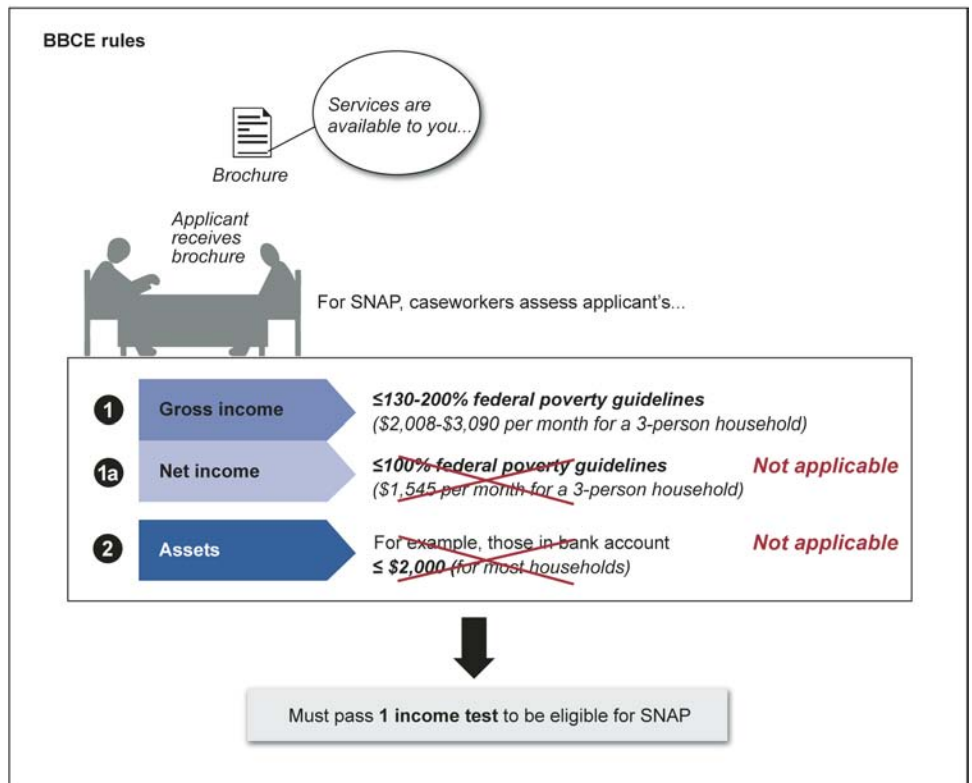 BBCE rules
Services are
available to you...
Brochure
Applicant
receives
brochure
For SNAP, caseworkers assess applicant's...
1
Gross income
≤130-200% federal poverty guidelines
($2,008-$3,090 per month for a 3-person household)
1a
Net income
≤100% federal poverty guidelines
($1,545 per month for a 3-person household)
Not applicable
2
Assets
For example, those in bank account
≤ $2,000 (for most households)
Not applicable
Must pass 1 income test to be eligible for SNAP